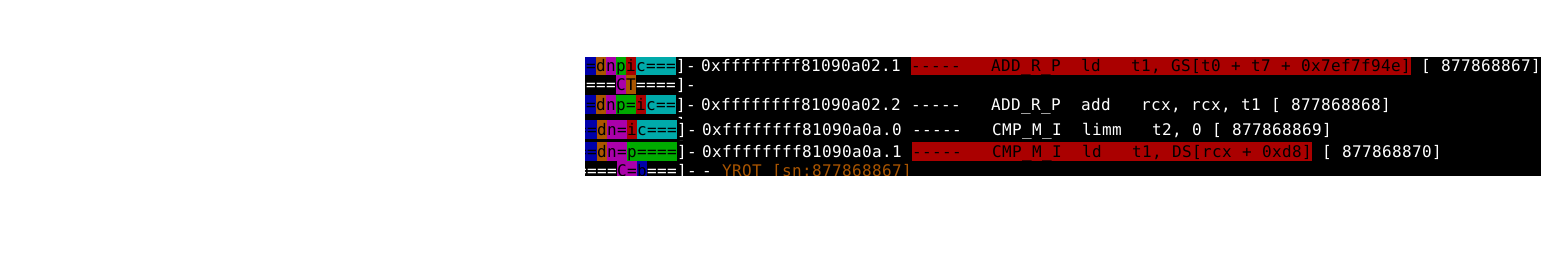 =dnpic===]-0xffffffff81090a02.1 ----- ADD_R_P ld t1, GS[t0 + t7 + 0x7ef7f94e] [ 877868867]
===CT====]-
=dnp=ic==]-0xffffffff81090a02.2 ----- ADD_R_P add rcx, rcx, t1 [ 877868868]
=dn=ic===]-0xffffffff81090a0a.0 ----- CMP_M_I limm t2, 0 [ 877868869]
=dn=p====]-0xffffffff81090a0a.1 ----- CMP_M_I ld t1, DS[rcx + 0xd8] [ 877868870]
===C= ===]-- YROT [sn:877868867]